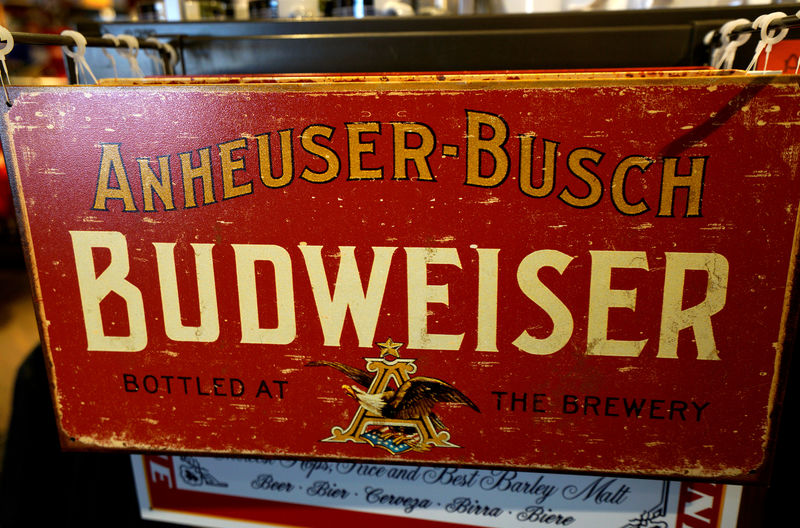 ANHEUSER-BUSCH
BUDWEISER
BOTTLED AT THE BREWERY
Hops, Rice and Best Barley Malt
Beer · Bier · Cerveza · Birra · Biere